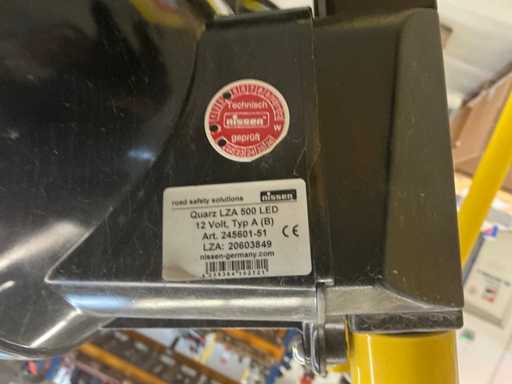 Technisch
nissen
geprüft
W
road safety solutions nissen
Quarz LZA 500 LED
12 Volt, Typ A (B)
Art. 245601-51
LZA: 20603849
nissen-germany.com
CE